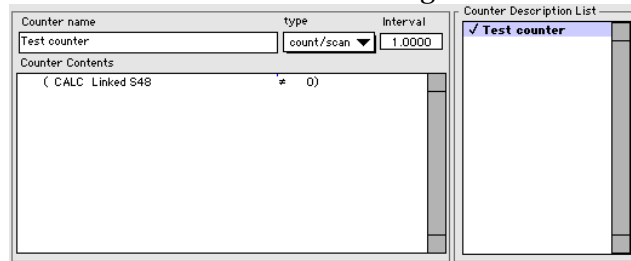 Counter name type Interval
Test counter count/scan 1.0000
Counter Contents
( CALC Linked S48 ≠ 0)
Counter Description List
√ Test counter